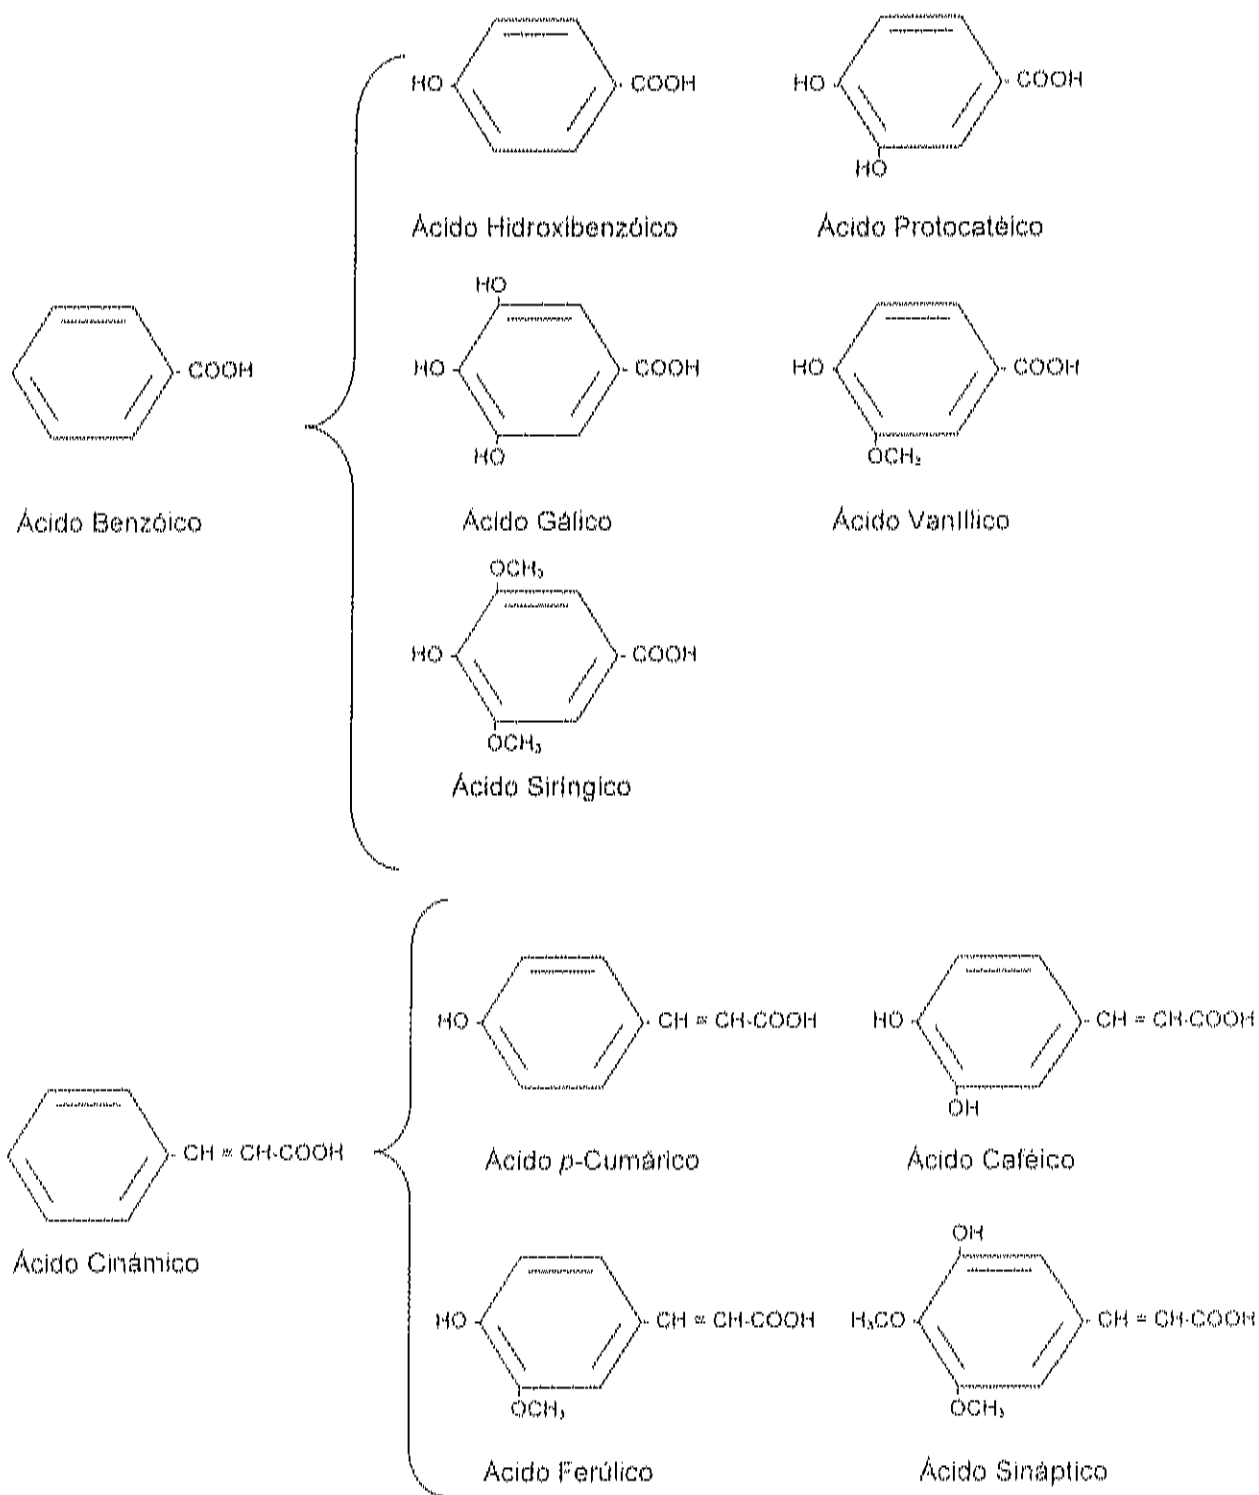 HO
COOH
HO
COOH
HO
Ácido Hidroxibenzóico
Ácido Protocatéico
HO
HO
COOH
HO
HO
COOH
OCH₃
COOH
Ácido Benzóico
Ácido Gálico
Ácido Vaníllico
OCH₃
HO
COOH
OCH₃
Ácido Siríngico
HO
CH = CH-COOH
HO
CH = CH-COOH
OH
CH = CH-COOH
Ácido p-Cumárico
Ácido Caféico
Ácido Cinámico
OH
HO
CH = CH-COOH
H₃CO
CH = CH-COOH
OCH₃
OCH₃
Ácido Ferúlico
Ácido Sináptico